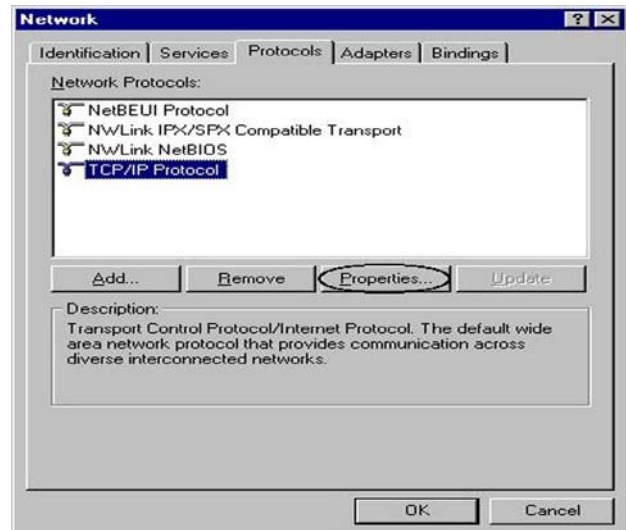 Network
Identification Services Protocols Adapters Bindings
Network Protocols:
NetBEUI Protocol
NWLink IPX/SPX Compatible Transport
NWLink NetBIOS
TCP/IP Protocol
Add... Remove Properties... Update
Description:
Transport Control Protocol/Internet Protocol. The default wide
area network protocol that provides communication across
diverse interconnected networks.
OK Cancel